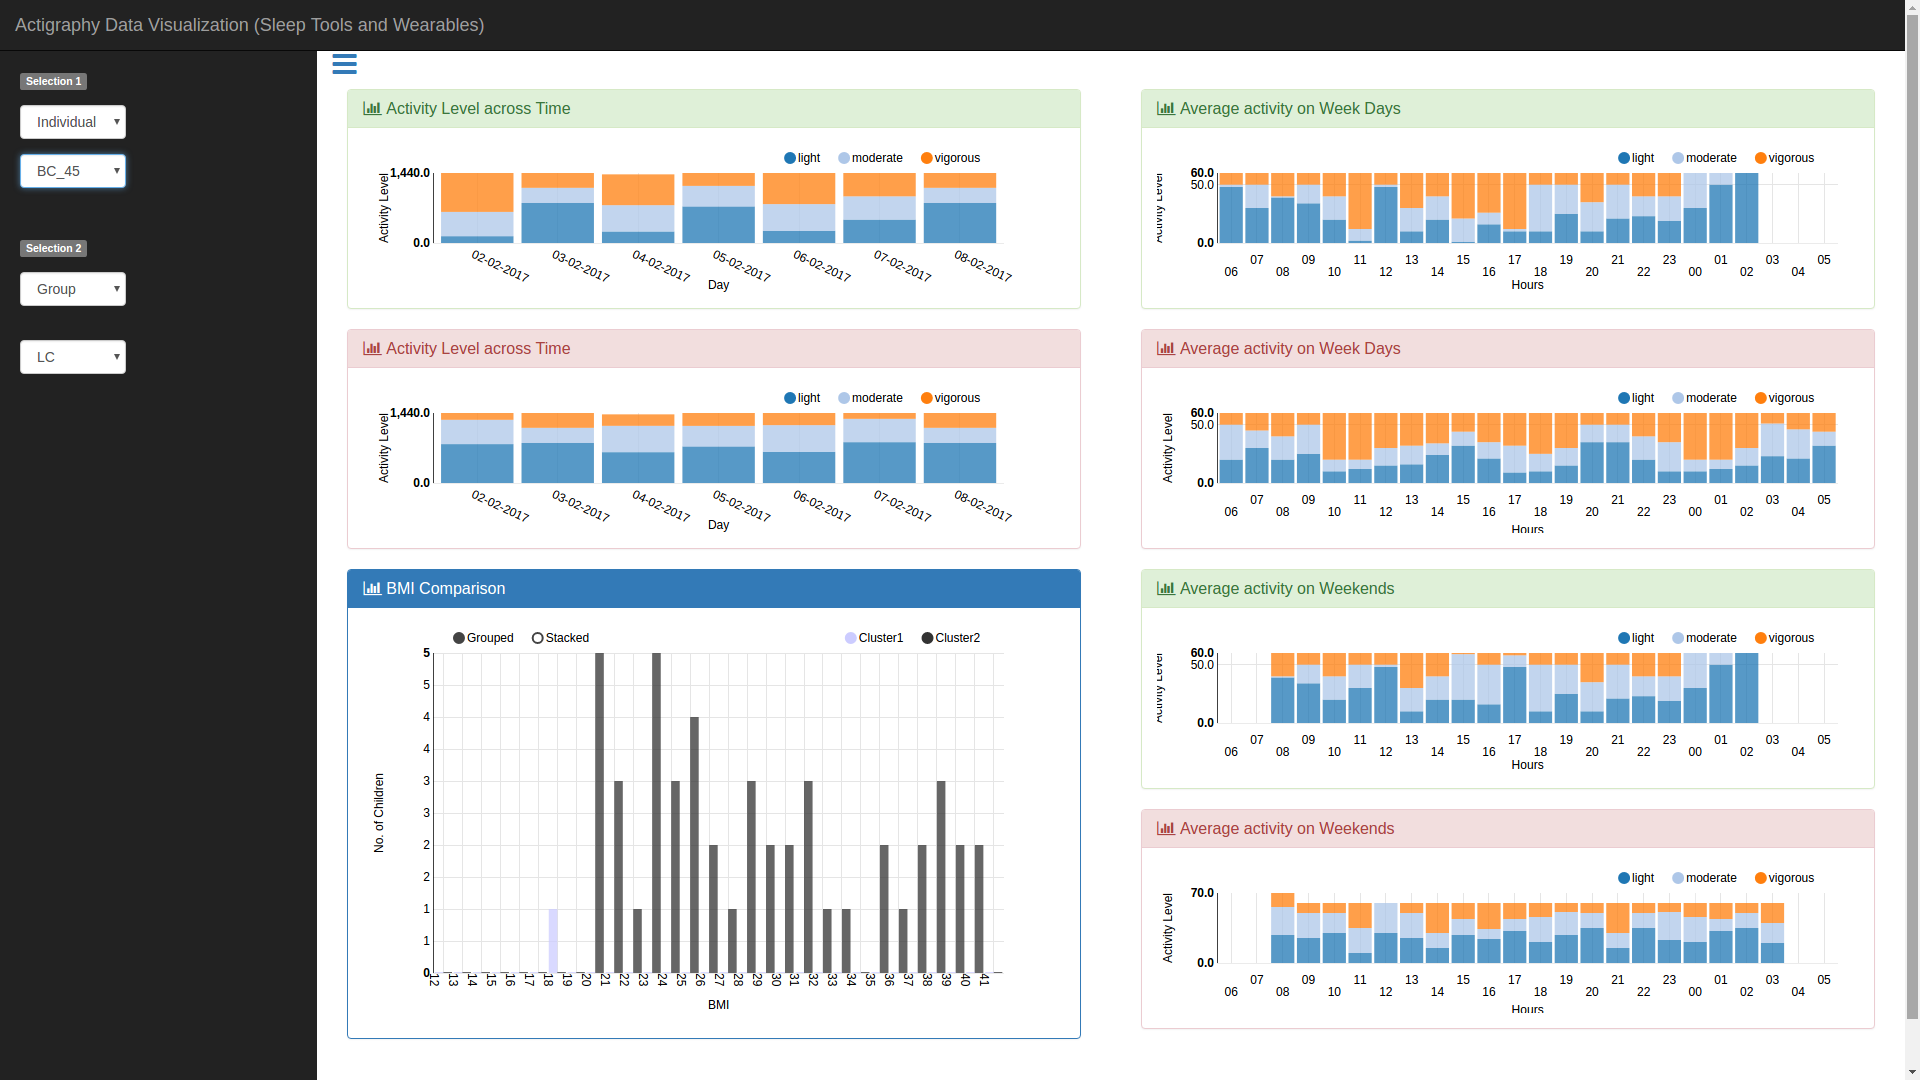 Actigraphy Data Visualization (Sleep Tools and Wearables)
Selection 1
Individual
BC_45
Selection 2
Group
LC
Activity Level across Time
light moderate vigorous
1,440.0
0.0
Activity Level
02-02-2017 03-02-2017 04-02-2017 05-02-2017 06-02-2017 07-02-2017 08-02-2017
Day
Average activity on Week Days
light moderate vigorous
60.0
50.0
0.0
Activity Level
07 09 11 13 15 17 19 21 23 01 03 05
06 08 10 12 14 16 18 20 22 00 02 04
Hours
Activity Level across Time
light moderate vigorous
1,440.0
0.0
Activity Level
02-02-2017 03-02-2017 04-02-2017 05-02-2017 06-02-2017 07-02-2017 08-02-2017
Day
Average activity on Week Days
light moderate vigorous
60.0
50.0
0.0
Activity Level
07 09 11 13 15 17 19 21 23 01 03 05
06 08 10 12 14 16 18 20 22 00 02 04
Hours
BMI Comparison
Grouped Stacked Cluster1 Cluster2
5
5
4
4
3
3
2
2
1
1
0
No. of Children
12 13 14 15 16 17 18 19 20 21 22 23 24 25 26 27 28 29 30 31 32 33 34 35 36 37 38 39 40 41
BMI
Average activity on Weekends
light moderate vigorous
60.0
50.0
0.0
Activity Level
07 09 11 13 15 17 19 21 23 01 03 05
06 08 10 12 14 16 18 20 22 00 02 04
Hours
Average activity on Weekends
light moderate vigorous
70.0
0.0
Activity Level
07 09 11 13 15 17 19 21 23 01 03 05
06 08 10 12 14 16 18 20 22 00 02 04
Hours